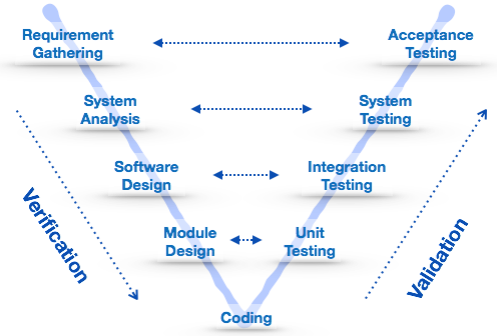 Requirement
Gathering
Acceptance
Testing
System
Analysis
System
Testing
Software
Design
Integration
Testing
Module
Design
Unit
Testing
Verification
Validation
Coding